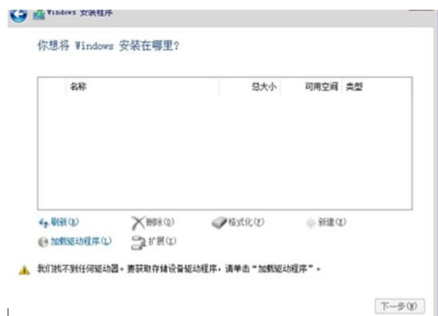 Windows 安装程序
你想将 Windows 安装在哪里?
名称 总大小 可用空间 类型
刷新(R) 删除(D) 格式化(F) 新建(E)
加载驱动程序(L) 扩展(X)
我们找不到任何驱动器。要获取存储设备驱动程序，请单击“加载驱动程序”。
下一步(N)